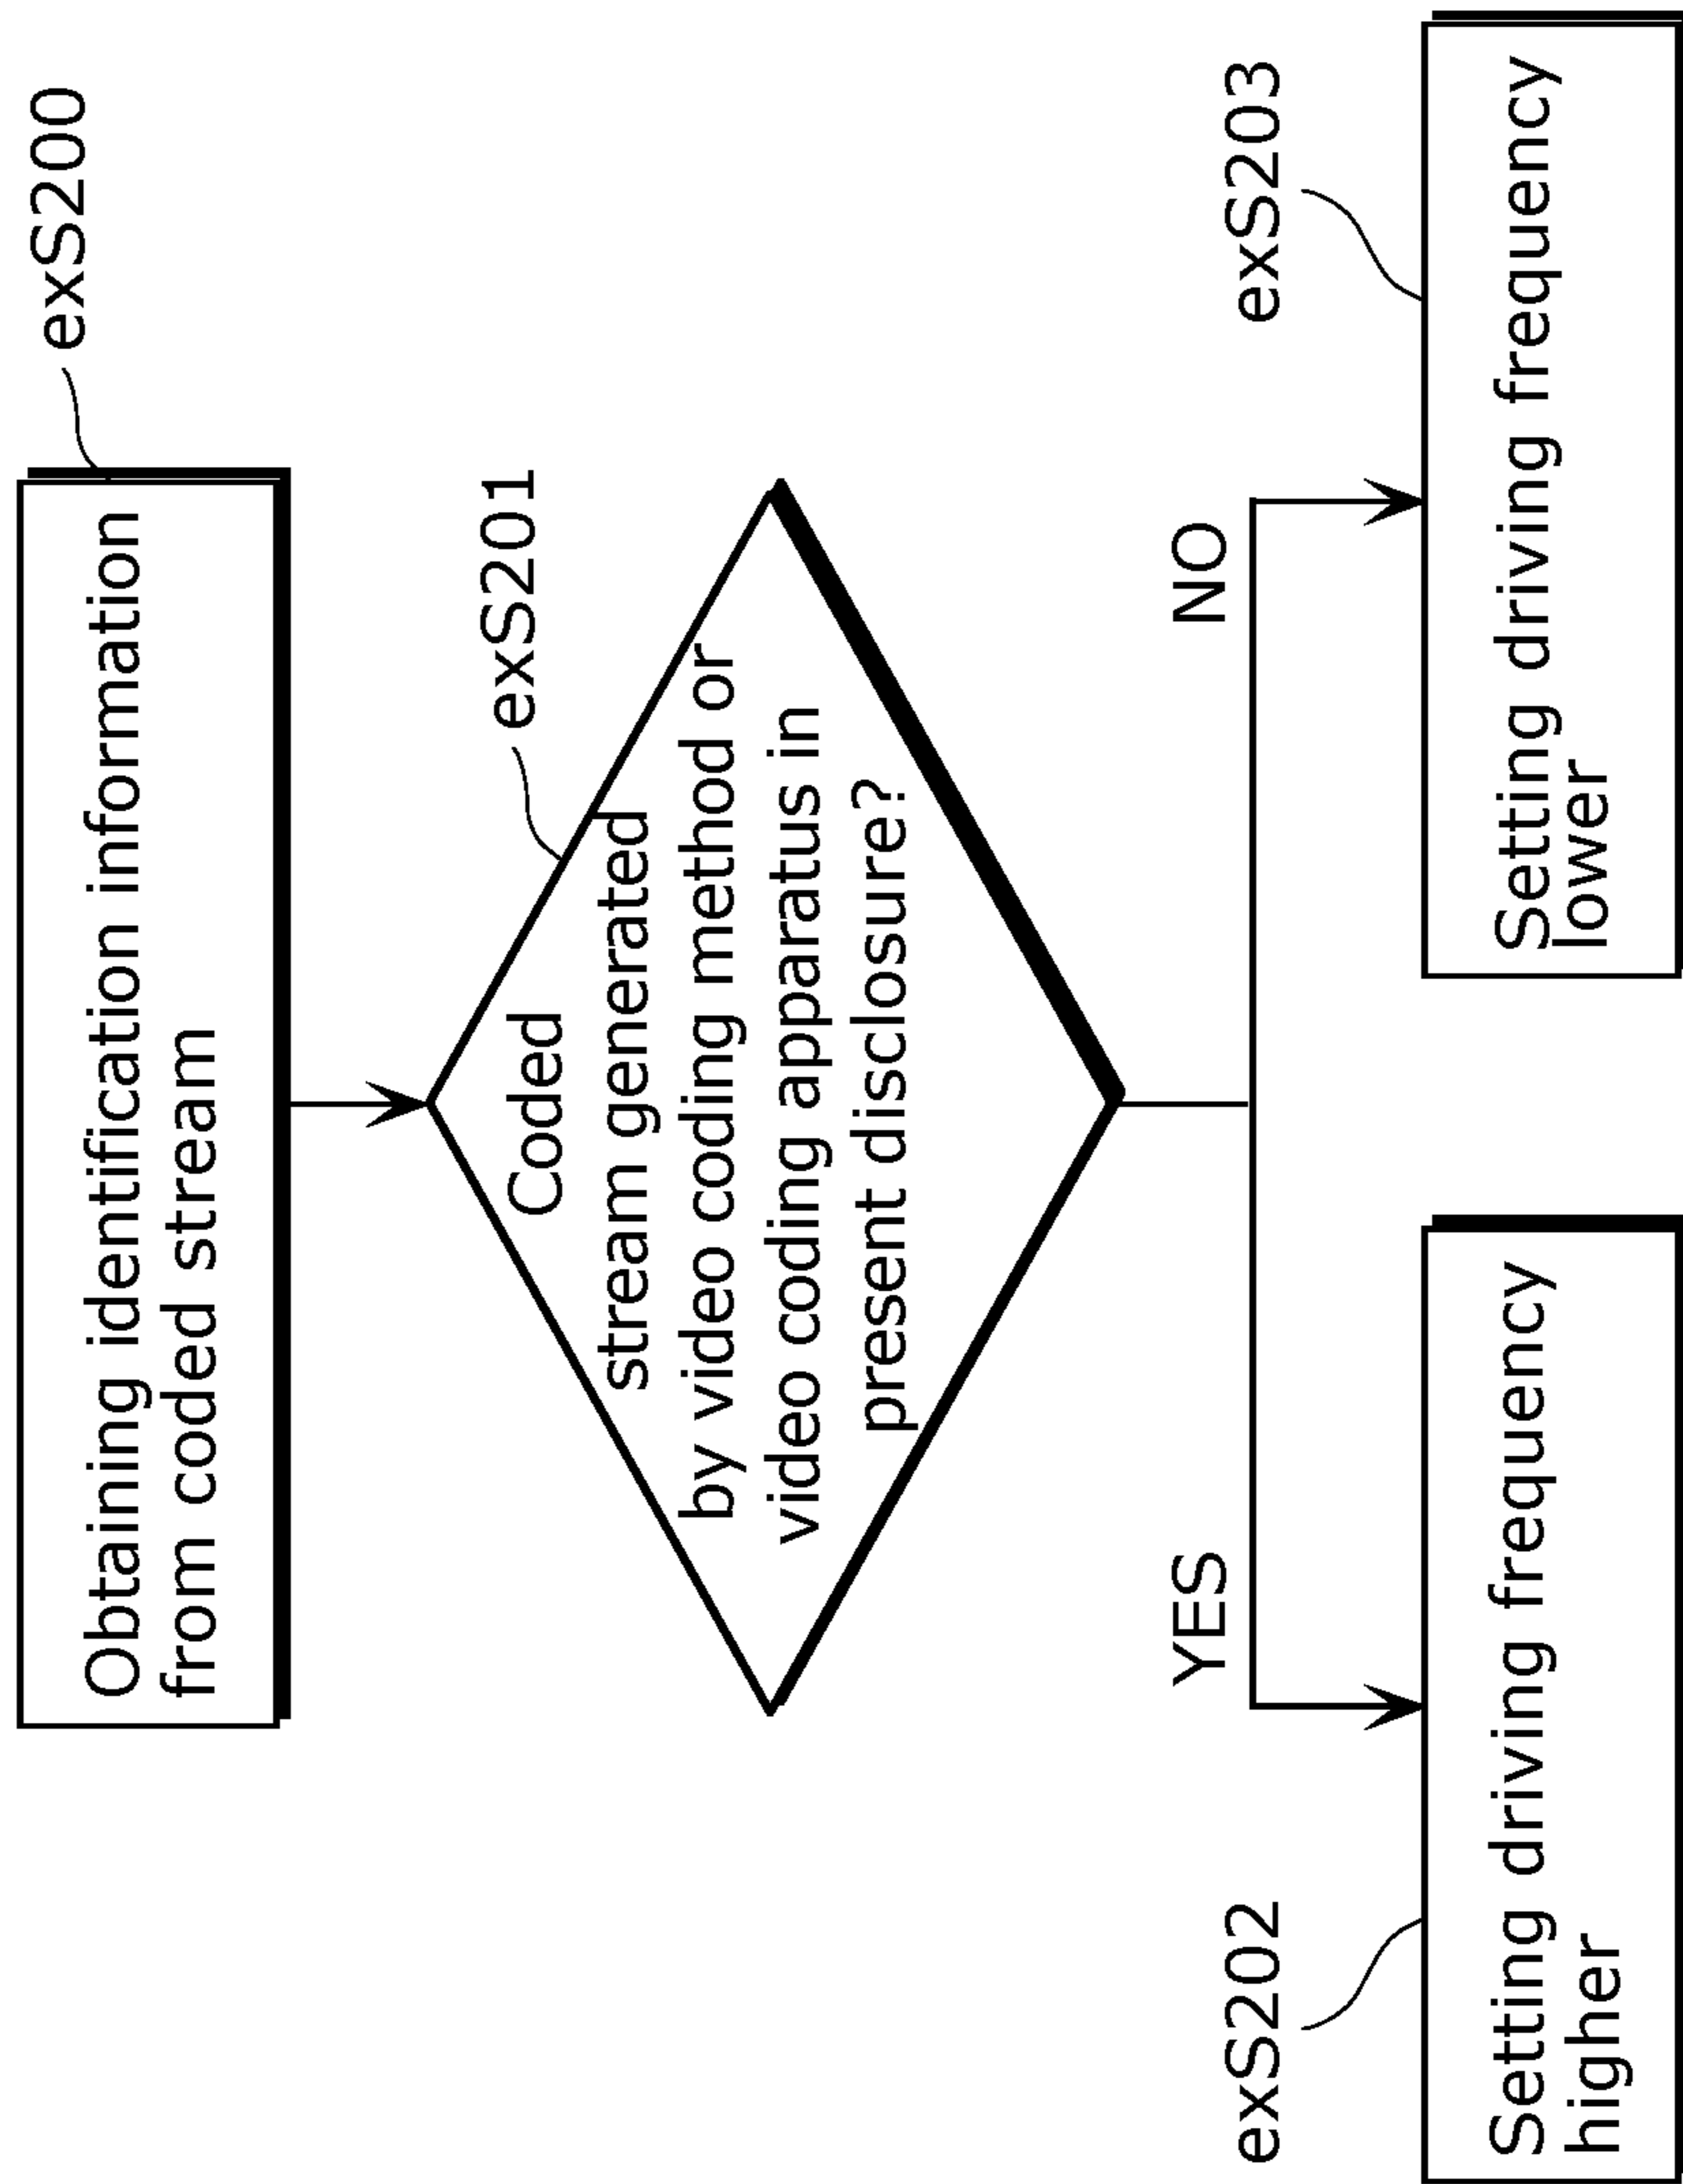 exS200
Obtaining identification information
from coded stream
exS201
Coded
stream generated
by video coding method or
video coding apparatus in
present disclosure?
YES
NO
exS202
exS203
Setting driving frequency
higher
Setting driving frequency
lower